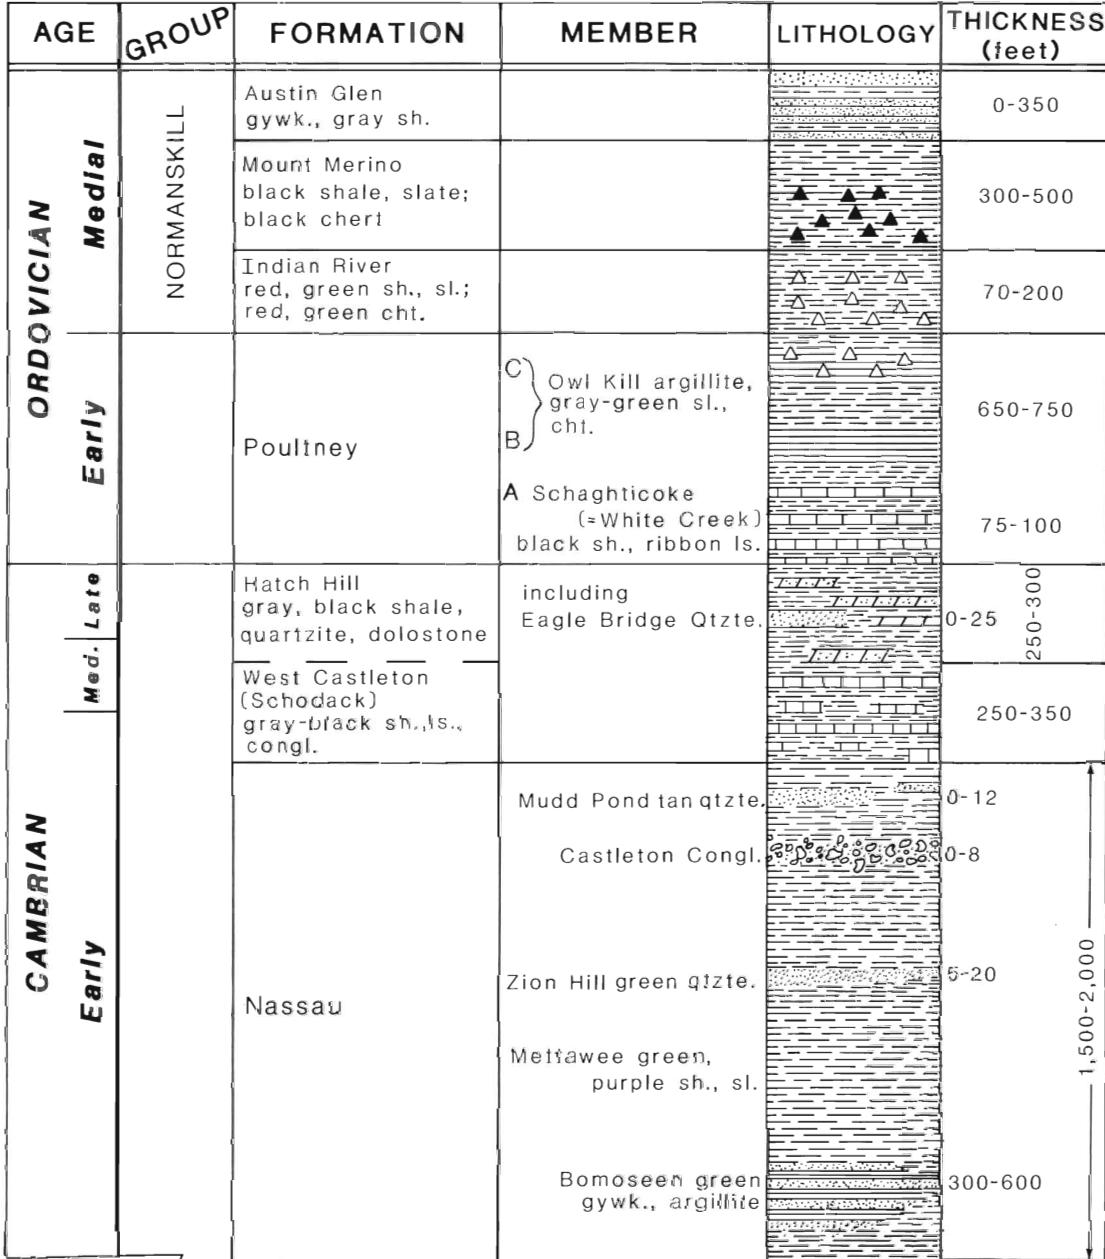 AGE GROUP FORMATION MEMBER LITHOLOGY THICKNESS
(feet)
ORDOVICIAN
Medial
NORMANSKILL
Austin Glen
gywk., gray sh.
0-350
Mount Merino
black shale, slate;
black chert
300-500
Indian River
red, green sh., sl.;
red, green cht.
70-200
Early
Poultney
C
B
Owl Kill argillite,
gray-green sl.,
cht.
650-750
A Schaghticoke
(=White Creek)
black sh., ribbon ls.
75-100
CAMBRIAN
Late
Hatch Hill
gray, black shale,
quartzite, dolostone
including
Eagle Bridge Qtzte.
0-25
250-300
Med.
West Castleton
(Schodack)
gray-black sh., ls.,
congl.
250-350
Early
Nassau
Mudd Pond tan qtzte.
0-12
Castleton Congl.
0-8
Zion Hill green qtzte.
5-20
Mettawee green,
purple sh., sl.
Bomoseen green
gywk., argillite
300-600
1,500-2,000